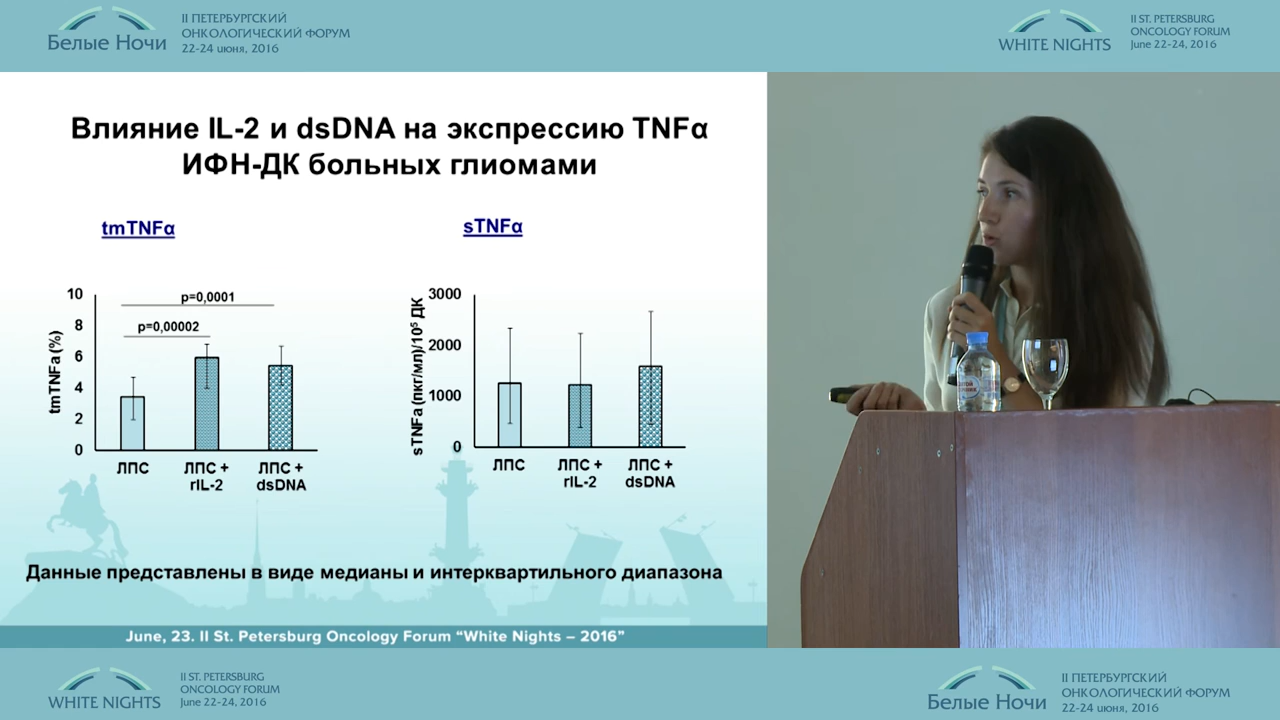 Белые Ночи
II ПЕТЕРБУРГСКИЙ
ОНКОЛОГИЧЕСКИЙ ФОРУМ
22-24 июня, 2016
WHITE NIGHTS
II ST. PETERSBURG
ONCOLOGY FORUM
June 22-24, 2016
Влияние IL-2 и dsDNA на экспрессию TNFα
ИФН-ДК больных глиомами
tmTNFα
tmTNFa (%)
10
8
6
4
2
0
p=0,0001
p=0,00002
ЛПС
ЛПС +
rIL-2
ЛПС +
dsDNA
sTNFα
sTNFa (пкг/мл)/10⁵ ДК
3000
2000
1000
0
ЛПС
ЛПС +
rIL-2
ЛПС +
dsDNA
Данные представлены в виде медианы и интерквартильного диапазона
June, 23. II St. Petersburg Oncology Forum “White Nights – 2016”
WHITE NIGHTS
II ST. PETERSBURG
ONCOLOGY FORUM
June 22-24, 2016
Белые Ночи
II ПЕТЕРБУРГСКИЙ
ОНКОЛОГИЧЕСКИЙ ФОРУМ
22-24 июня, 2016